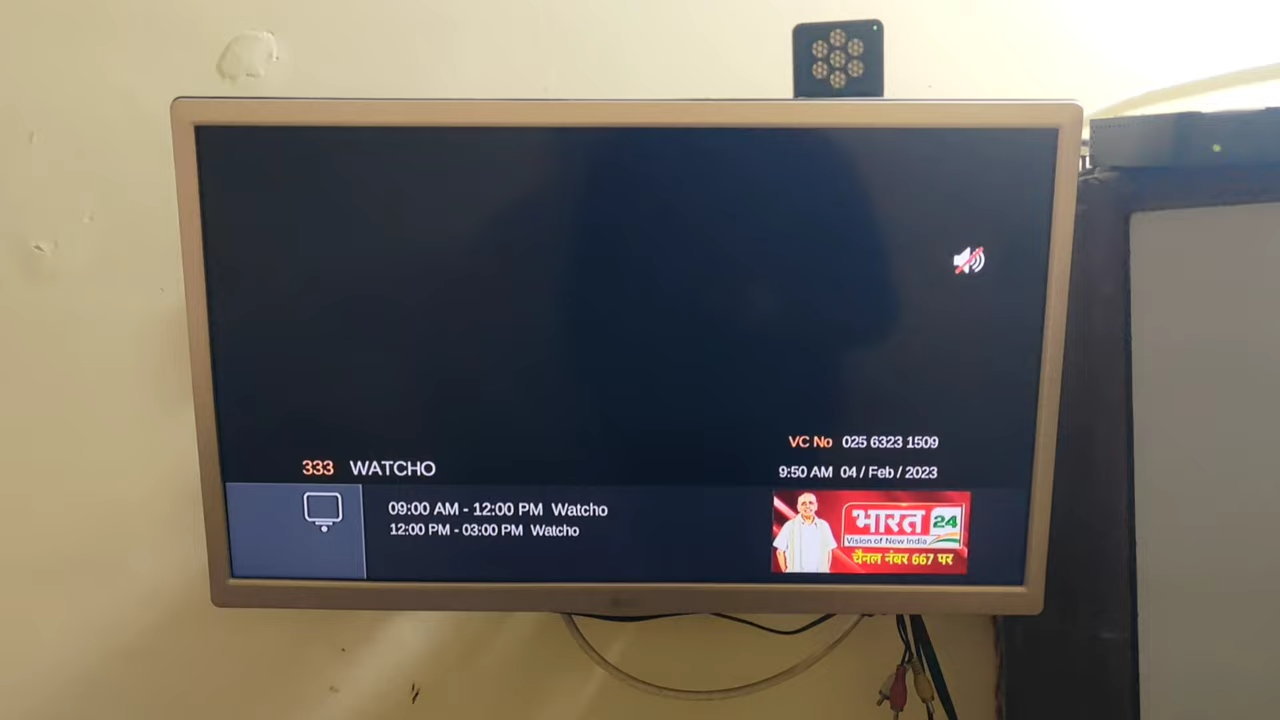 VC No 025 6323 1509
333 WATCHO
9:50 AM 04 / Feb / 2023
09:00 AM - 12:00 PM Watcho
12:00 PM - 03:00 PM Watcho
भारत 24
Vision of New India
चैनल नंबर 667 पर